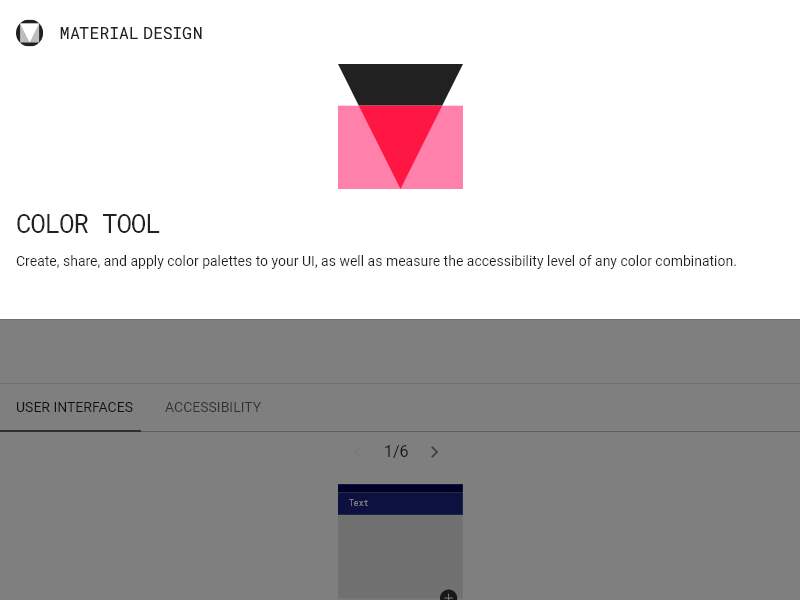 MATERIAL DESIGN
COLOR TOOL
Create, share, and apply color palettes to your UI, as well as measure the accessibility level of any color combination.
USER INTERFACES ACCESSIBILITY
1/6
Text